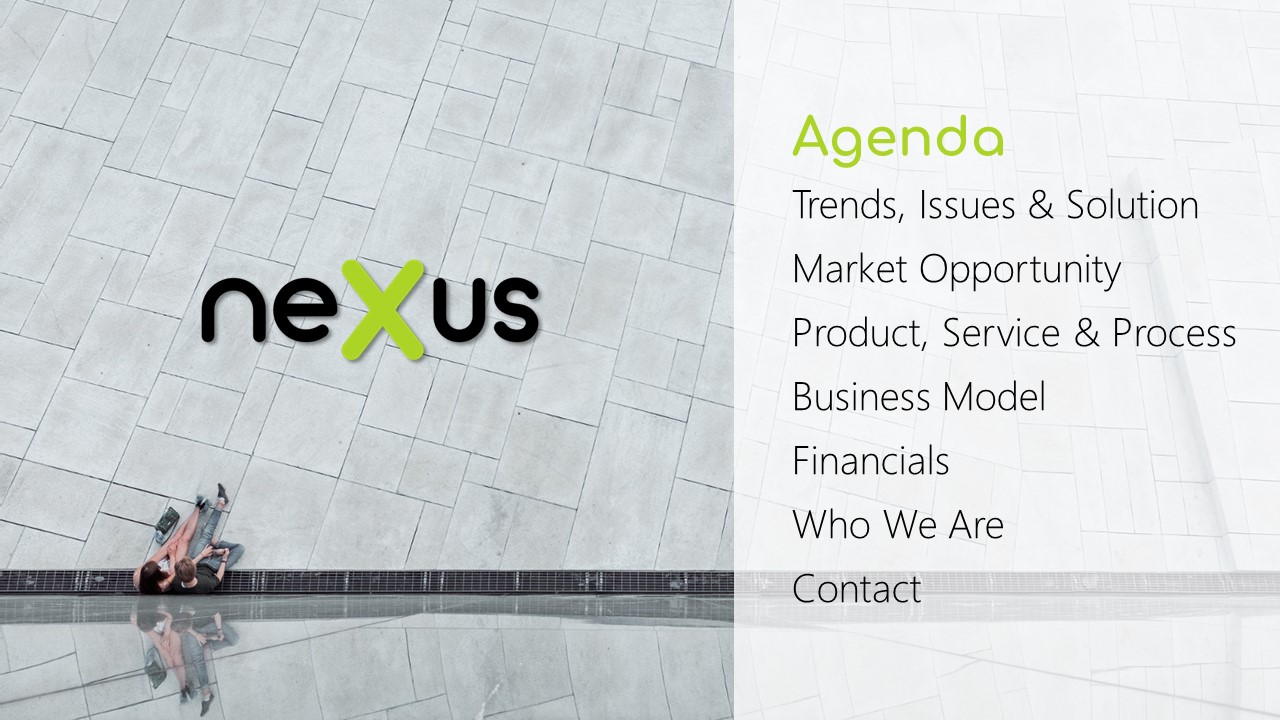 neXus
Agenda
Trends, Issues & Solution
Market Opportunity
Product, Service & Process
Business Model
Financials
Who We Are
Contact